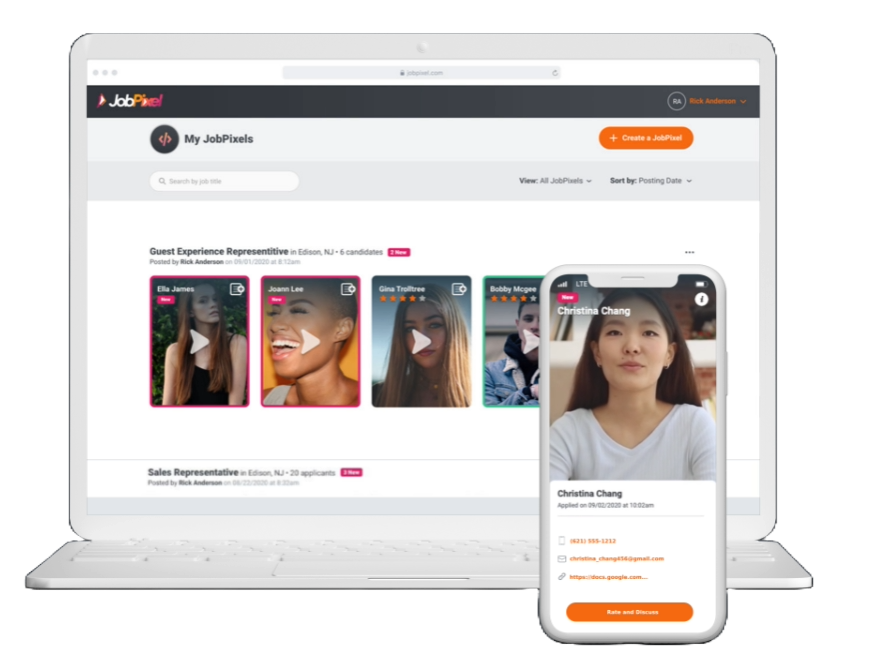 jobpixel.com
JobPixel
RA Rick Anderson
My JobPixels
+ Create a JobPixel
Search by job title
View: All JobPixels
Sort by: Posting Date
Guest Experience Representitive in Edison, NJ • 6 candidates 2 New
Posted by Rick Anderson on 09/01/2020 at 8:12am
Ella James
New
Joann Lee
New
Gina Trolltree
Bobby Mcgee
Sales Representative in Edison, NJ • 20 applicants 3 New
Posted by Rick Anderson on 08/22/2020 at 8:32am
LTE
New
Christina Chang
Christina Chang
Applied on 09/02/2020 at 10:02am
(621) 333-1212
christina_chang456@gmail.com
https://docs.google.com...
Rate and Discuss